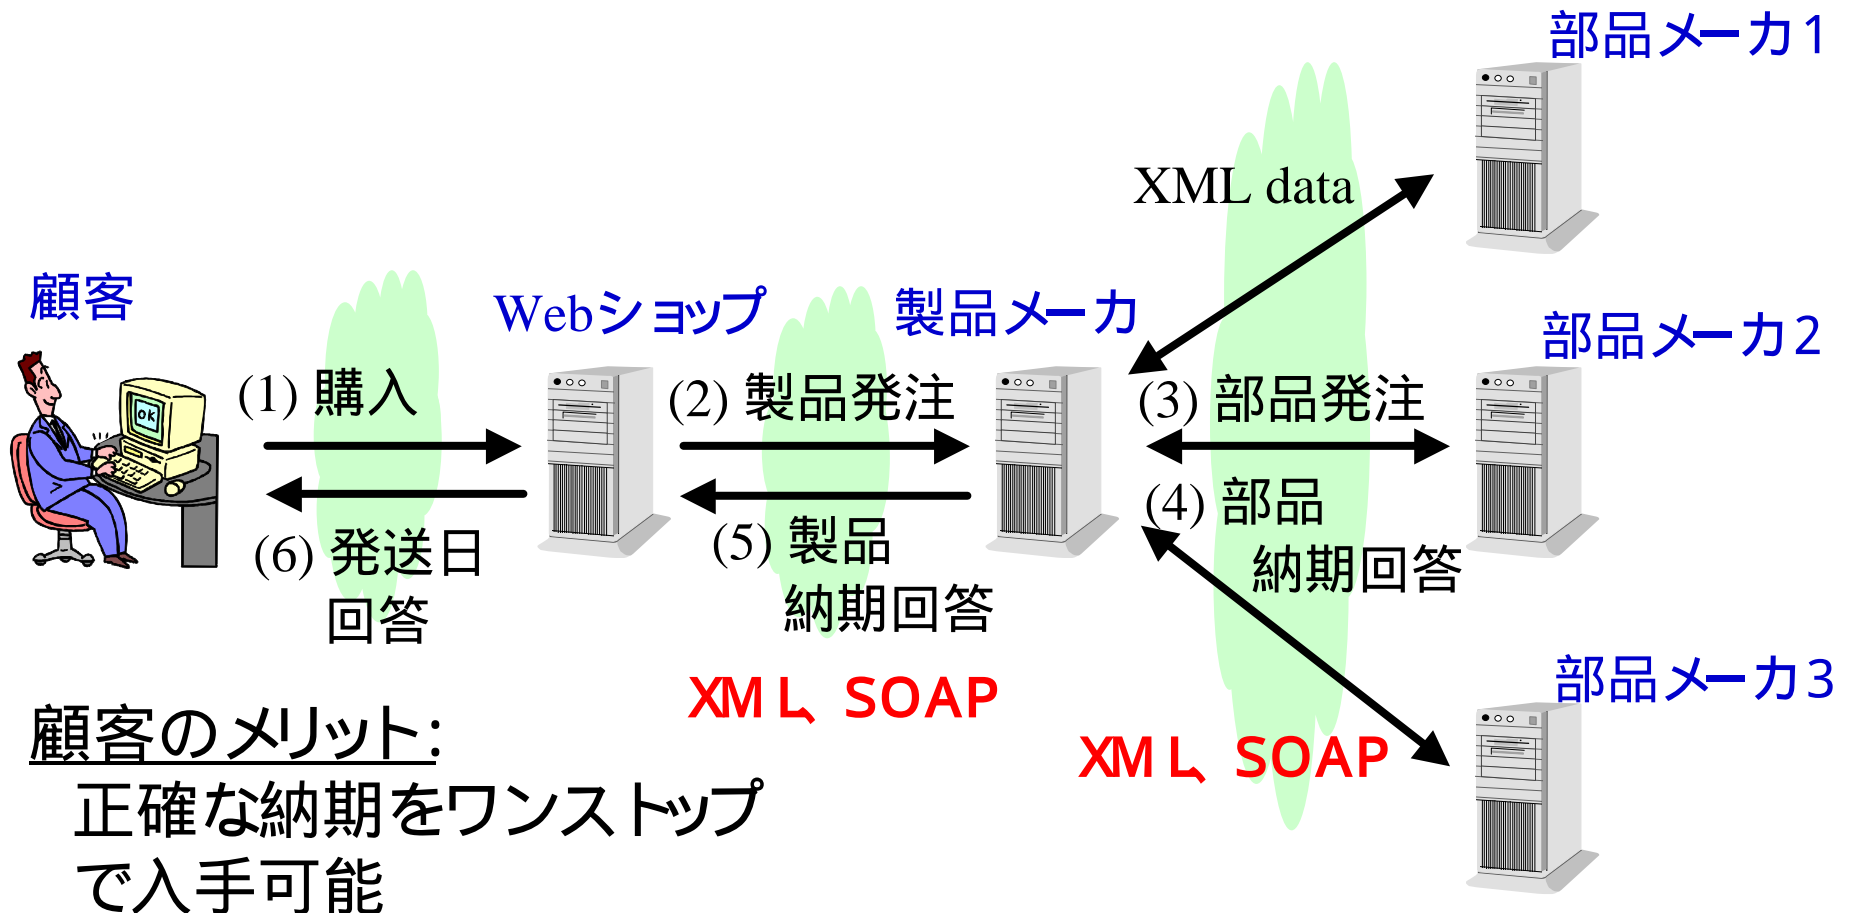 部品メーカ1
XML data
顧客
Webショップ
製品メーカ
部品メーカ2
(1) 購入
(2) 製品発注
(3) 部品発注
OK
(4) 部品
納期回答
(5) 製品
納期回答
(6) 発送日
回答
XML、SOAP
部品メーカ3
XML、SOAP
顧客のメリット:
正確な納期をワンストップ
で入手可能